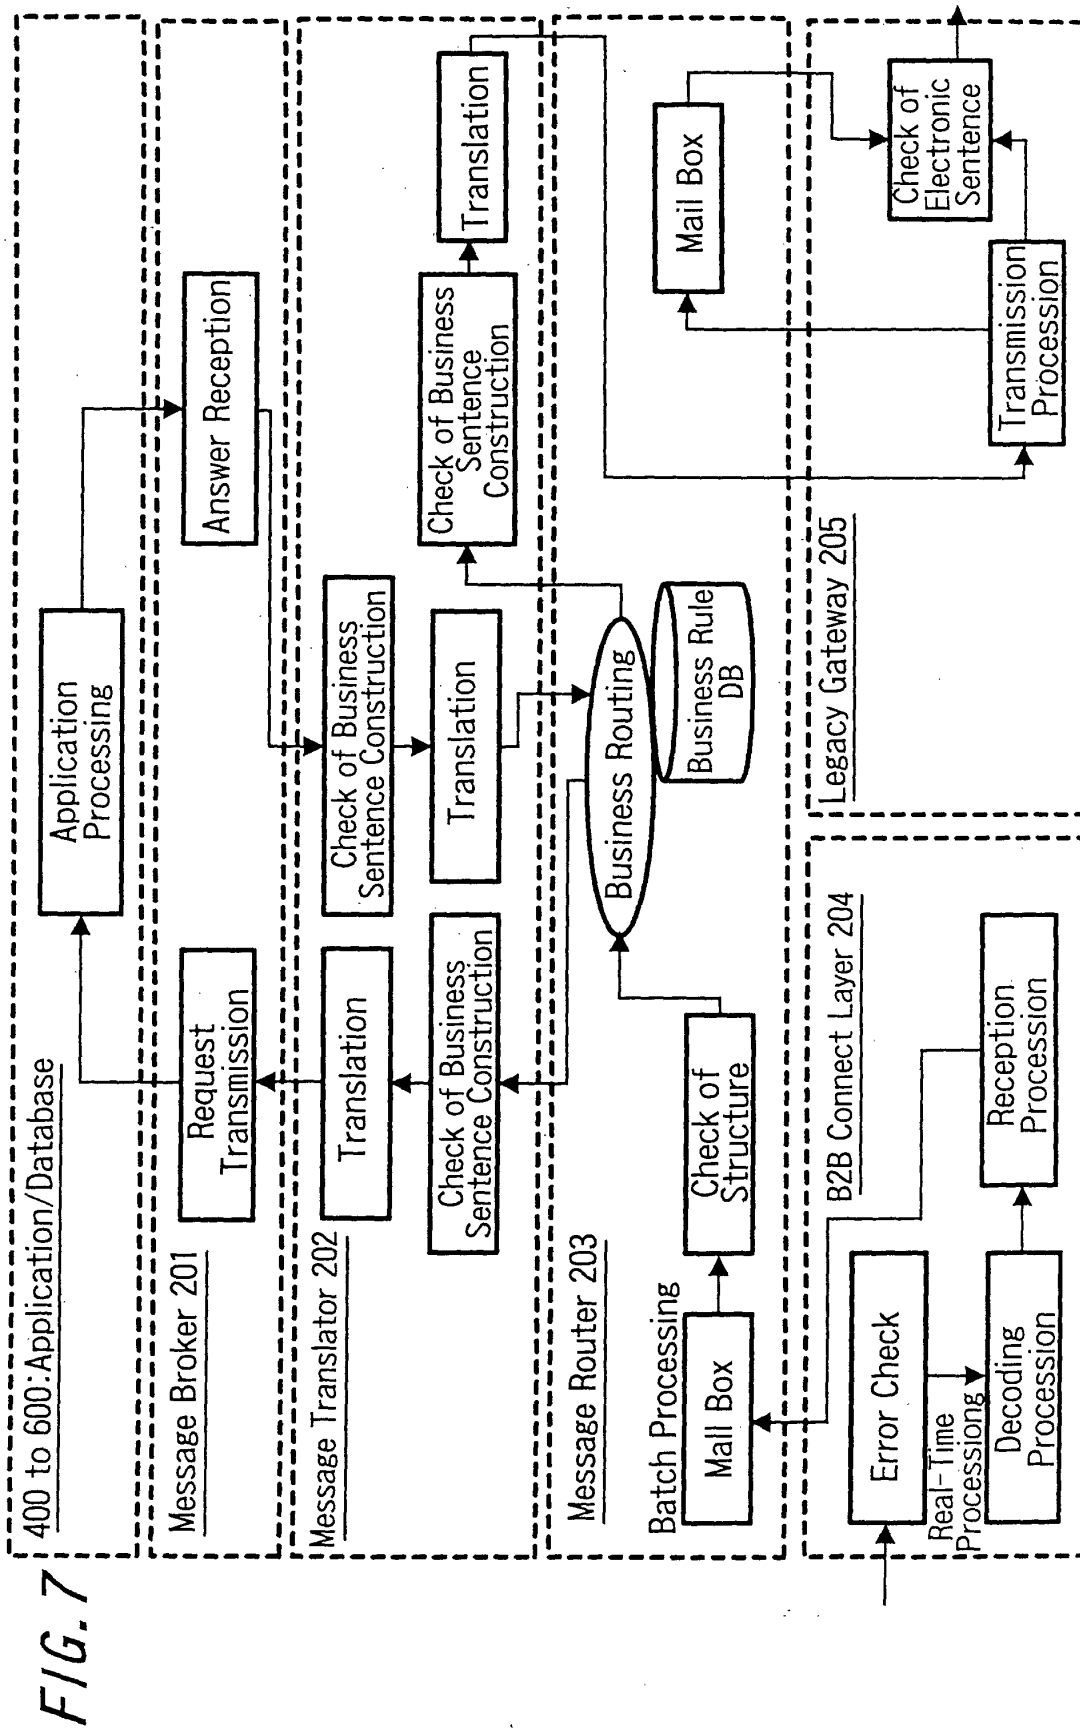 FIG. 7
400 to 600:Application/Database
Application
Processing
Message Broker 201
Request
Transmission
Answer Reception
Message Translator 202
Translation
Check of Business
Sentence Construction
Check of Business
Sentence Construction
Translation
Check of Business
Sentence
Construction
Translation
Message Router 203
Batch Processing
Mall Box
Check of
Structure
Business Routing
Business Rule
DB
Mail Box
B2B Connect Layer 204
Error Check
Real-Time
Processiong
Decoding
Procession
Reception
Procession
Legacy Gateway 205
Transmission
Procession
Check of
Electronic
Sentence